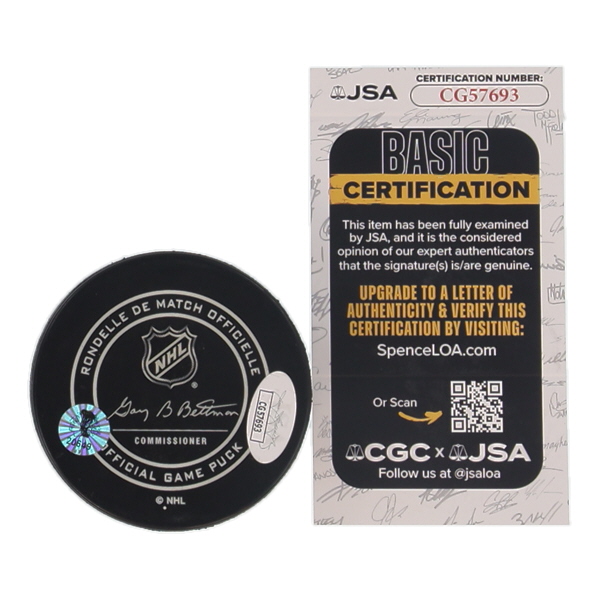 RONDELLE DE MATCH OFFICIELLE
NHL
Gary B Bettman
COMMISSIONER
OFFICIAL GAME PUCK
© NHL
CG57693
JSA
CERTIFICATION NUMBER:
CG57693
BASIC
CERTIFICATION
This item has been fully examined
by JSA, and it is the considered
opinion of our expert authenticators
that the signature(s) is/are genuine.
UPGRADE TO A LETTER OF
AUTHENTICITY & VERIFY THIS
CERTIFICATION BY VISITING:
SpenceLOA.com
Or Scan
CGC x JSA
Follow us at @jsaloa